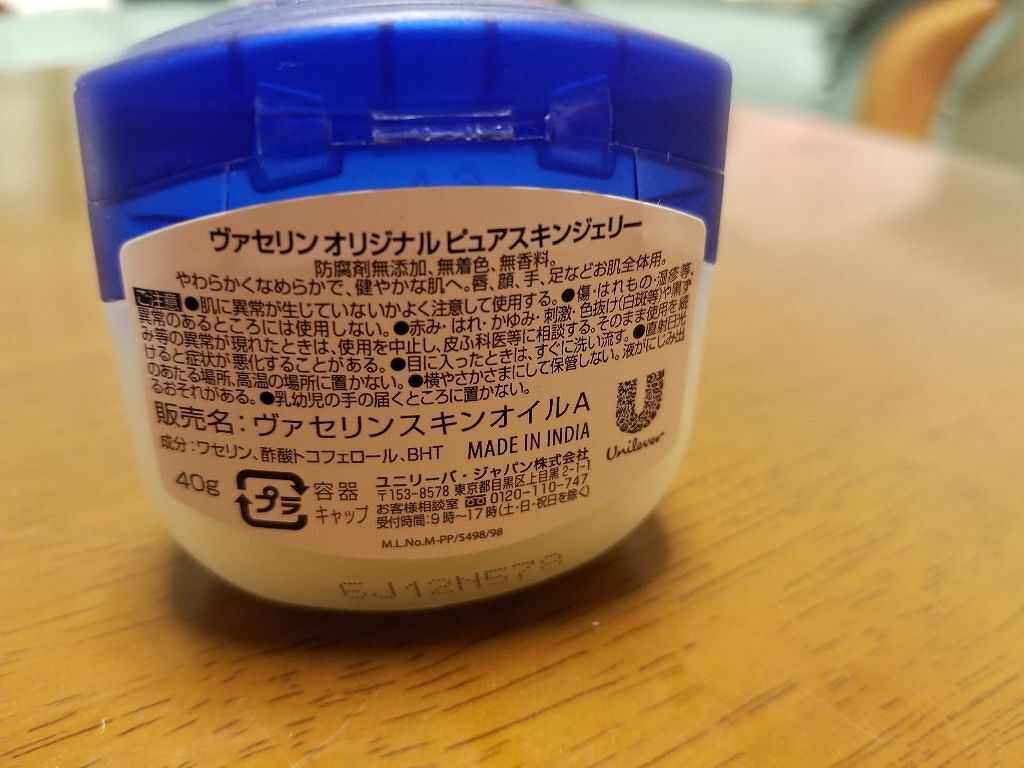 ヴァセリン オリジナル ピュアスキンジェリー
防腐剤無添加、無着色、無香料。
やわらかくなめらかで、健やかな肌へ。唇、顔、手、足などお肌全体用。
ご注意 ●肌に異常が生じていないかよく注意して使用する。●傷・はれもの・湿疹等、
異常のあるところには使用しない。●赤み・はれ・かゆみ・刺激・色抜け(白斑等)や黒ず
み等の異常が現れたときは、使用を中止し、皮ふ科医等に相談する。そのまま使用を続
けると症状が悪化することがある。●目に入ったときは、すぐに洗い流す。●直射日光
のあたる場所、高温の場所に置かない。●横やさかさまにして保管しない。液がにじみ出
るおそれがある。●乳幼児の手の届くところに置かない。
販売名：ヴァセリンスキンオイルA
成分：ワセリン、酢酸トコフェロール、BHT MADE IN INDIA
Unilever
40g プラ 容器 キャップ
ユニリーバ・ジャパン株式会社
〒153-8578 東京都目黒区上目黒 2-1-1
お客様相談室 0120-110-747
受付時間：9時～17時(土・日・祝日を除く)
M.L.No.M-PP/5498/98
6J12N578